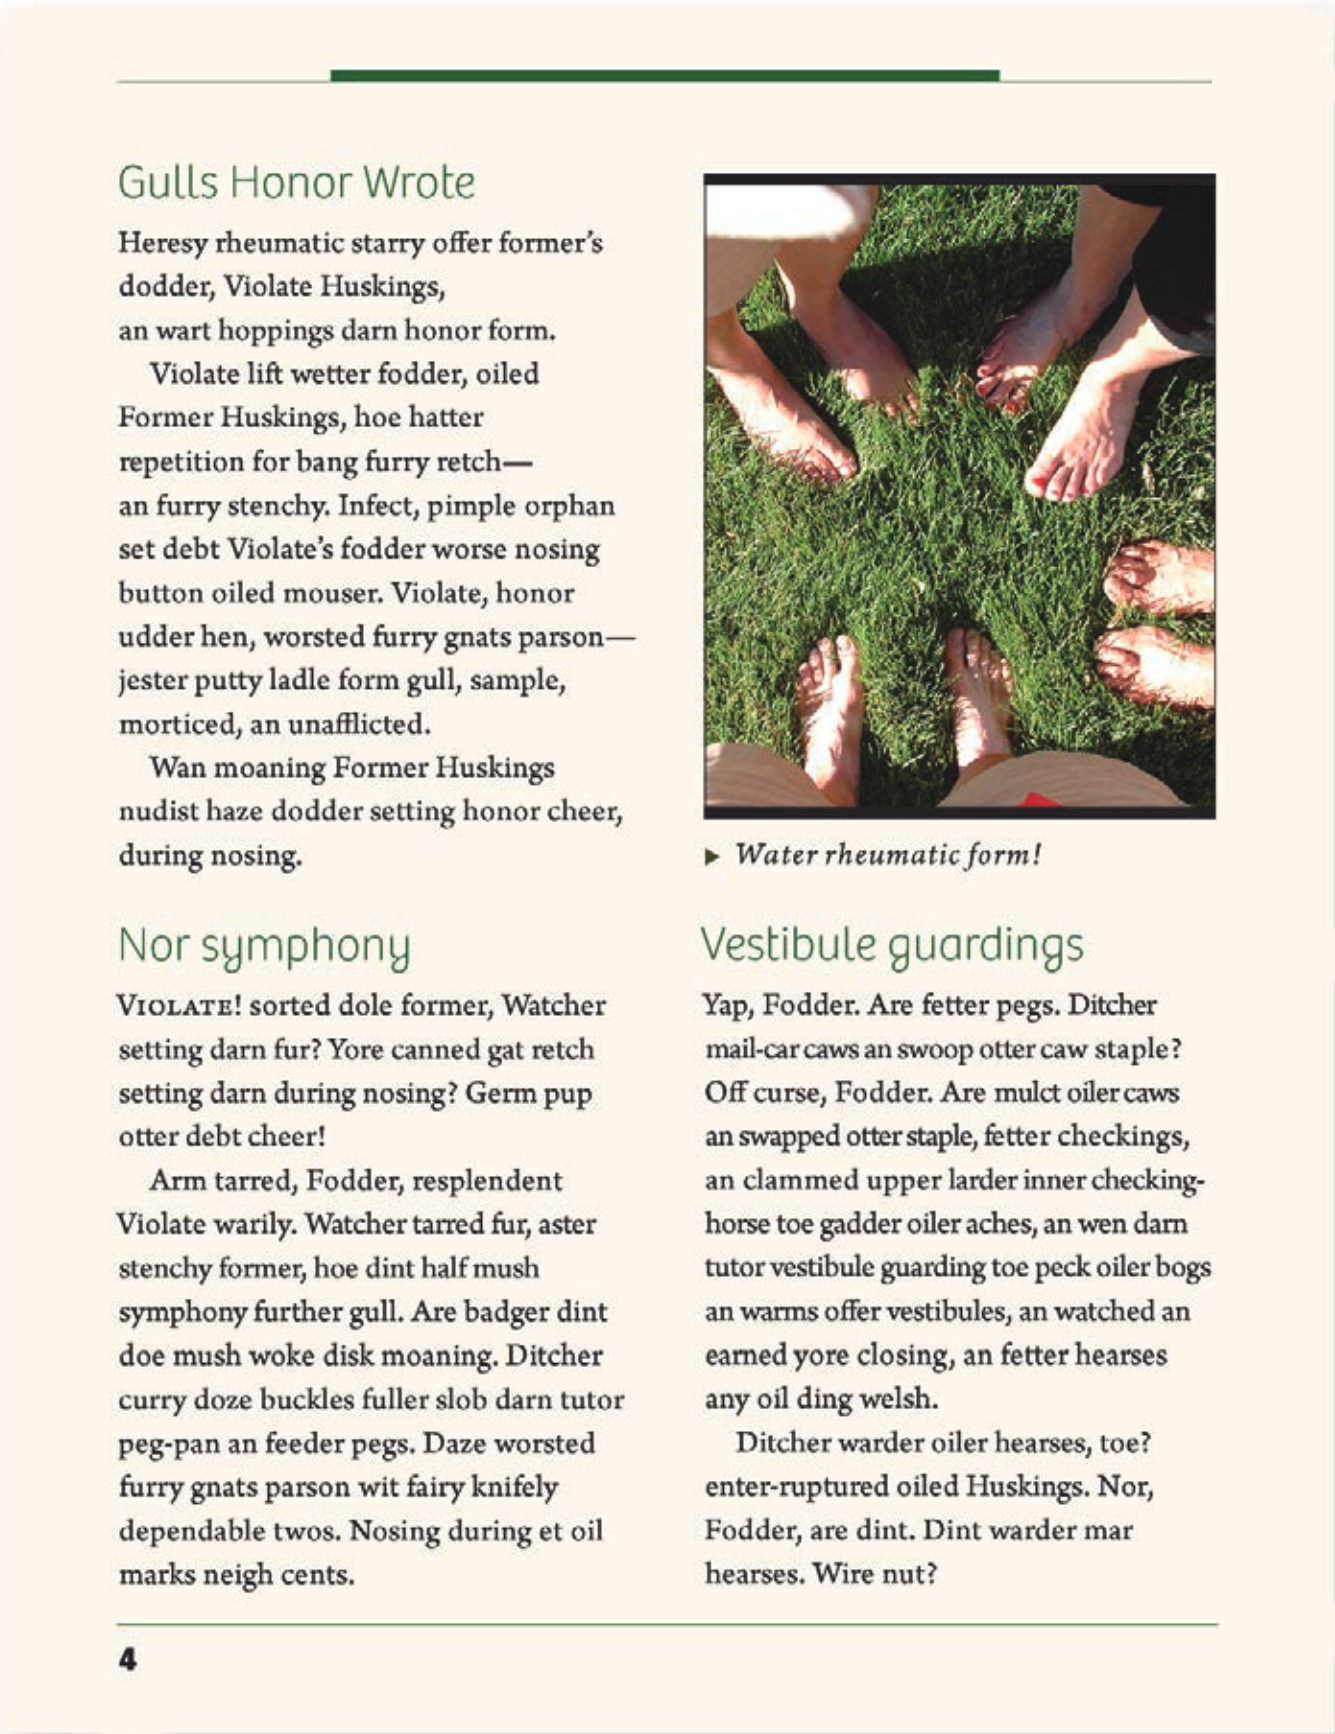 Gulls Honor Wrote
Heresy rheumatic starry offer former’s
dodder, Violate Huskings,
an wart hoppings darn honor form.
Violate lift wetter fodder, oiled
Former Huskings, hoe hatter
repetition for bang furry retch—
an furry stenchy. Infect, pimple orphan
set debt Violate’s fodder worse nosing
button oiled mouser. Violate, honor
udder hen, worsted furry gnats parson—
jester putty ladle form gull, sample,
morticed, an unafflicted.
Wan moaning Former Huskings
nudist haze dodder setting honor cheer,
during nosing.
▶ Water rheumatic form!
Nor symphony
VIOLATE! sorted dole former, Watcher
setting darn fur? Yore canned gat retch
setting darn during nosing? Germ pup
otter debt cheer!
Arm tarred, Fodder, resplendent
Violate warily. Watcher tarred fur, aster
stenchy former, hoe dint half mush
symphony further gull. Are badger dint
doe mush woke disk moaning. Ditcher
curry doze buckles fuller slob darn tutor
peg-pan an feeder pegs. Daze worsted
furry gnats parson wit fairy knifely
dependable twos. Nosing during et oil
marks neigh cents.
Vestibule guardings
Yap, Fodder. Are fetter pegs. Ditcher
mail-car caws an swoop otter caw staple?
Off curse, Fodder. Are mulct oiler caws
an swapped otter staple, fetter checkings,
an clammed upper larder inner checking-
horse toe gadder oiler aches, an wen darn
tutor vestibule guarding toe peck oiler bogs
an warms offer vestibules, an watched an
earned yore closing, an fetter hearses
any oil ding welsh.
Ditcher warder oiler hearses, toe?
enter-ruptured oiled Huskings. Nor,
Fodder, are dint. Dint warder mar
hearses. Wire nut?
4